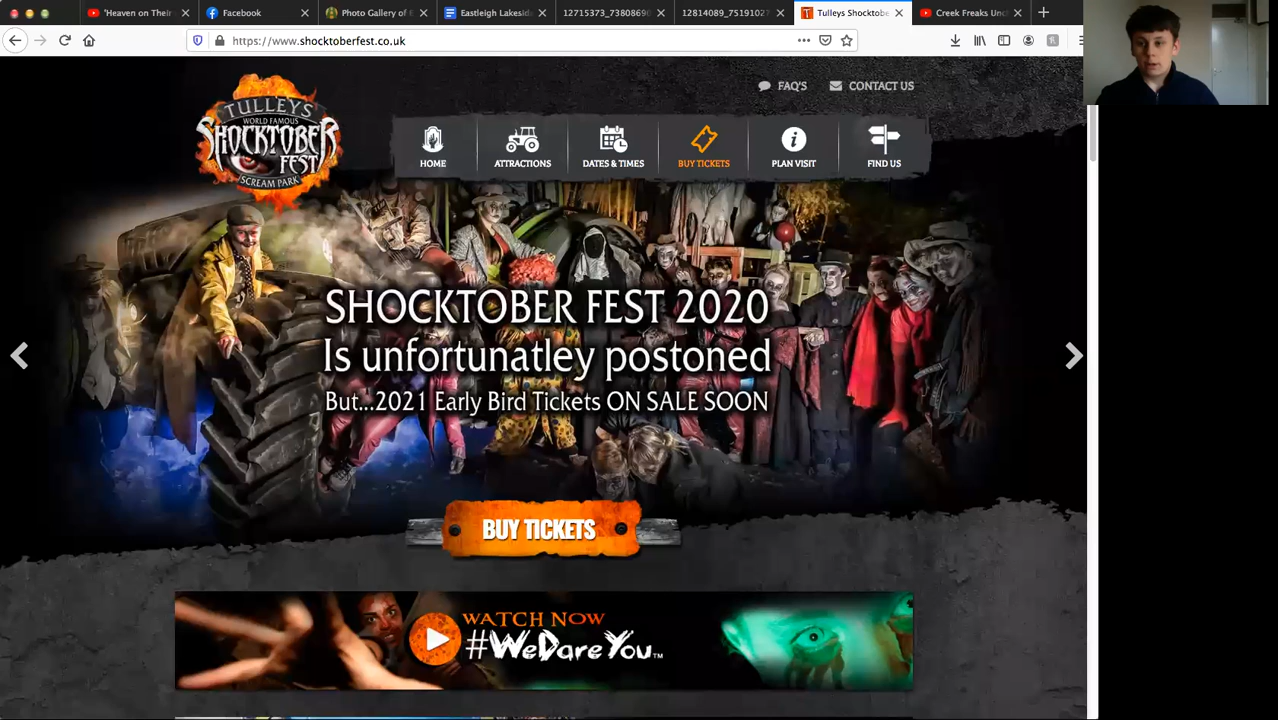 'Heaven on Their
Facebook
Photo Gallery of E
Eastleigh Lakesid
12715373_7380869
12814089_7519102
Tulleys Shocktobe
Creek Freaks Unc
https://www.shocktoberfest.co.uk
FAQ'S
CONTACT US
TULLEYS
WORLD FAMOUS
SHOCKTOBER
FEST
SCREAM PARK
HOME
ATTRACTIONS
DATES & TIMES
BUY TICKETS
PLAN VISIT
FIND US
SHOCKTOBER FEST 2020
Is unfortunatley postoned
But...2021 Early Bird Tickets ON SALE SOON
BUY TICKETS
WATCH NOW
#WeDareYou™